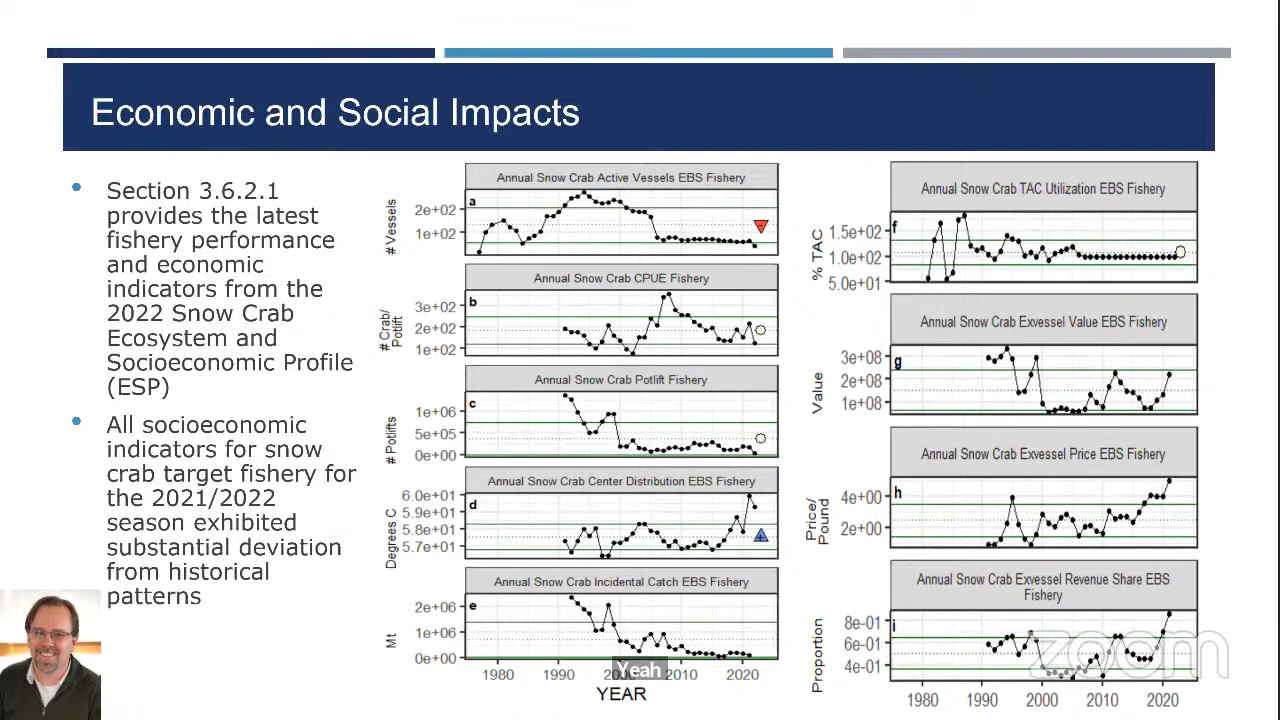 Economic and Social Impacts
Section 3.6.2.1
provides the latest
fishery performance
and economic
indicators from the
2022 Snow Crab
Ecosystem and
Socioeconomic Profile
(ESP)
All socioeconomic
indicators for snow
crab target fishery for
the 2021/2022
season exhibited
substantial deviation
from historical
patterns
Annual Snow Crab Active Vessels EBS Fishery
a
# Vessels
2e+02
1e+02
Annual Snow Crab CPUE Fishery
b
# Crab/
Potlift
3e+02
2e+02
1e+02
Annual Snow Crab Potlift Fishery
c
# Potlifts
1e+06
5e+05
0e+00
Annual Snow Crab Center Distribution EBS Fishery
d
Degrees C
6.0e+01
5.9e+01
5.8e+01
5.7e+01
Annual Snow Crab Incidental Catch EBS Fishery
e
Mt
2e+06
1e+06
0e+00
1980
1990
2000
2010
2020
YEAR
Yeah
Annual Snow Crab TAC Utilization EBS Fishery
f
% TAC
1.5e+02
1.0e+02
5.0e+01
Annual Snow Crab Exvessel Value EBS Fishery
g
Value
3e+08
2e+08
1e+08
Annual Snow Crab Exvessel Price EBS Fishery
h
Price/
Pound
4e+00
2e+00
Annual Snow Crab Exvessel Revenue Share EBS
Fishery
i
Proportion
8e-01
6e-01
4e-01
1980
1990
2000
2010
2020
zoom